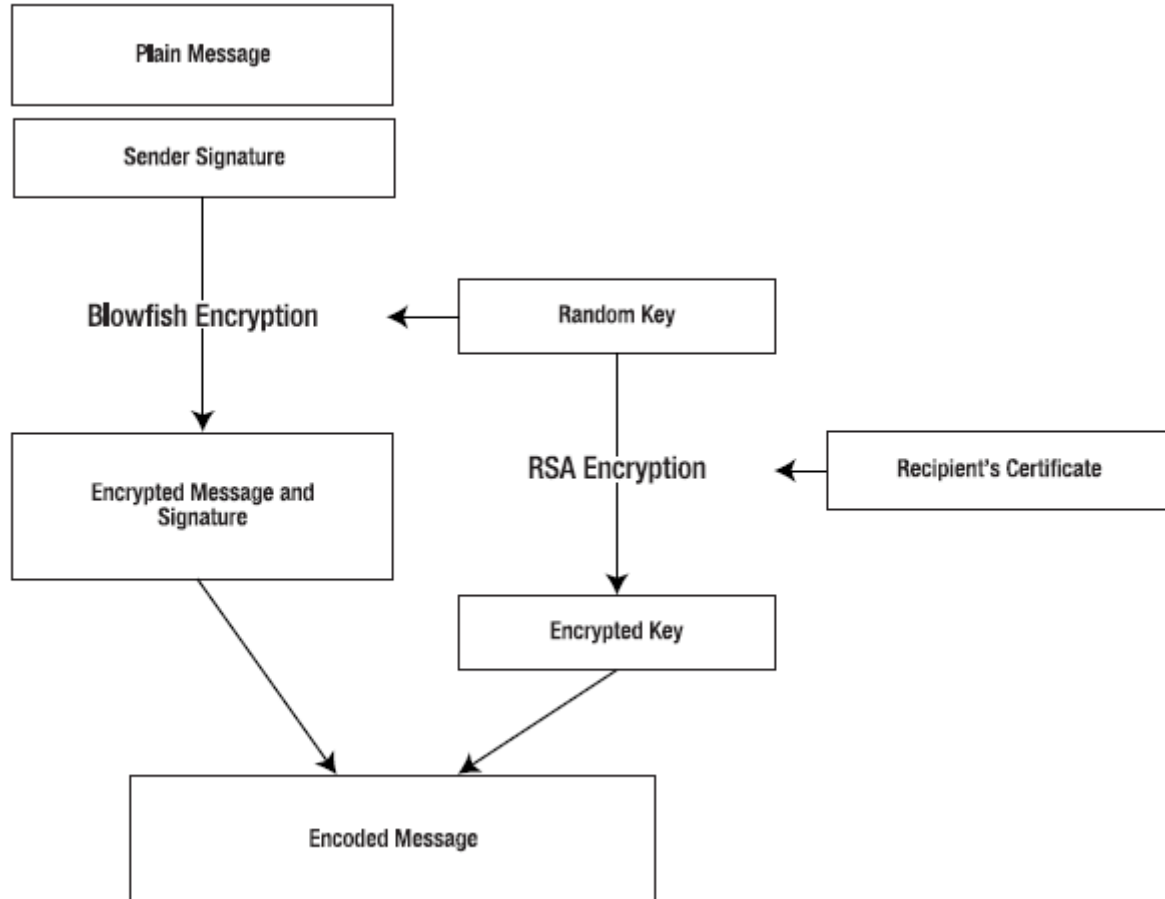 Plain Message
Sender Signature
Blowfish Encryption
Random Key
RSA Encryption
Recipient's Certificate
Encrypted Message and
Signature
Encrypted Key
Encoded Message